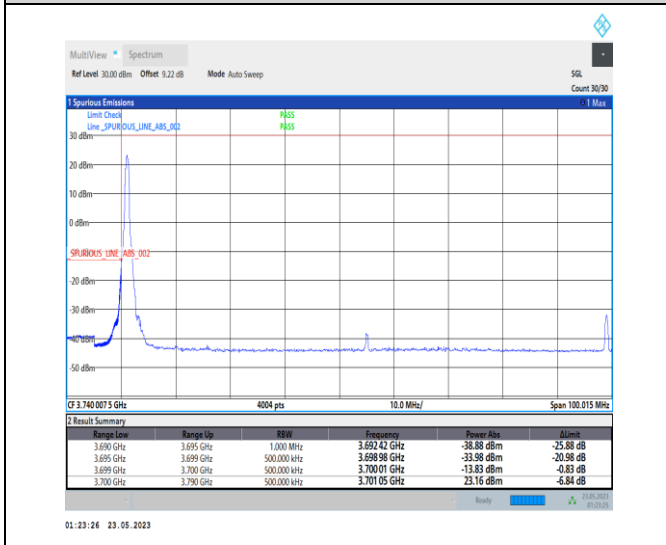 MultiView Spectrum
Ref Level 30.00 dBm Offset 9.22 dB Mode Auto Sweep SGL
Count 30/30
1 Spurious Emissions 1 Max
Limit Check PASS
Line _SPURIOUS_LINE_ABS_002 PASS
30 dBm
20 dBm
10 dBm
0 dBm
_SPURIOUS_LINE_ABS_002
-20 dBm
-30 dBm
-40 dBm
-50 dBm
CF 3.740 007 5 GHz 4004 pts 10.0 MHz/ Span 100.015 MHz
2 Result Summary
Range Low Range Up RBW Frequency Power Abs ΔLimit
3.690 GHz 3.695 GHz 1.000 MHz 3.692 42 GHz -38.88 dBm -25.88 dB
3.695 GHz 3.699 GHz 500.000 kHz 3.698 98 GHz -33.98 dBm -20.98 dB
3.699 GHz 3.700 GHz 500.000 kHz 3.700 01 GHz -13.83 dBm -0.83 dB
3.700 GHz 3.790 GHz 500.000 kHz 3.701 05 GHz 23.16 dBm -6.84 dB
Ready 23.05.2023
01:23:25
01:23:26 23.05.2023